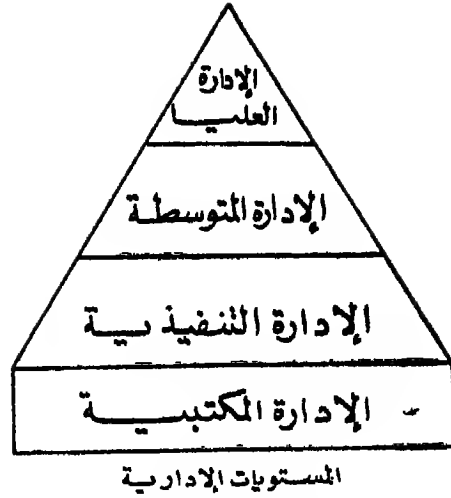 الإدارة
العليا
الإدارة المتوسطة
الإدارة التنفيذية
الإدارة المكتبية
المستويات الإدارية